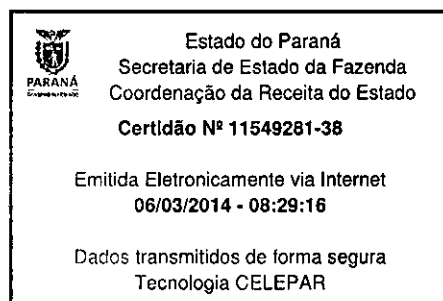 Estado do Paraná
Secretaria de Estado da Fazenda
PARANÁ
Coordenação da Receita do Estado
Certidão Nº 11549281-38
Emitida Eletronicamente via Internet
06/03/2014 - 08:29:16
Dados transmitidos de forma segura
Tecnologia CELEPAR